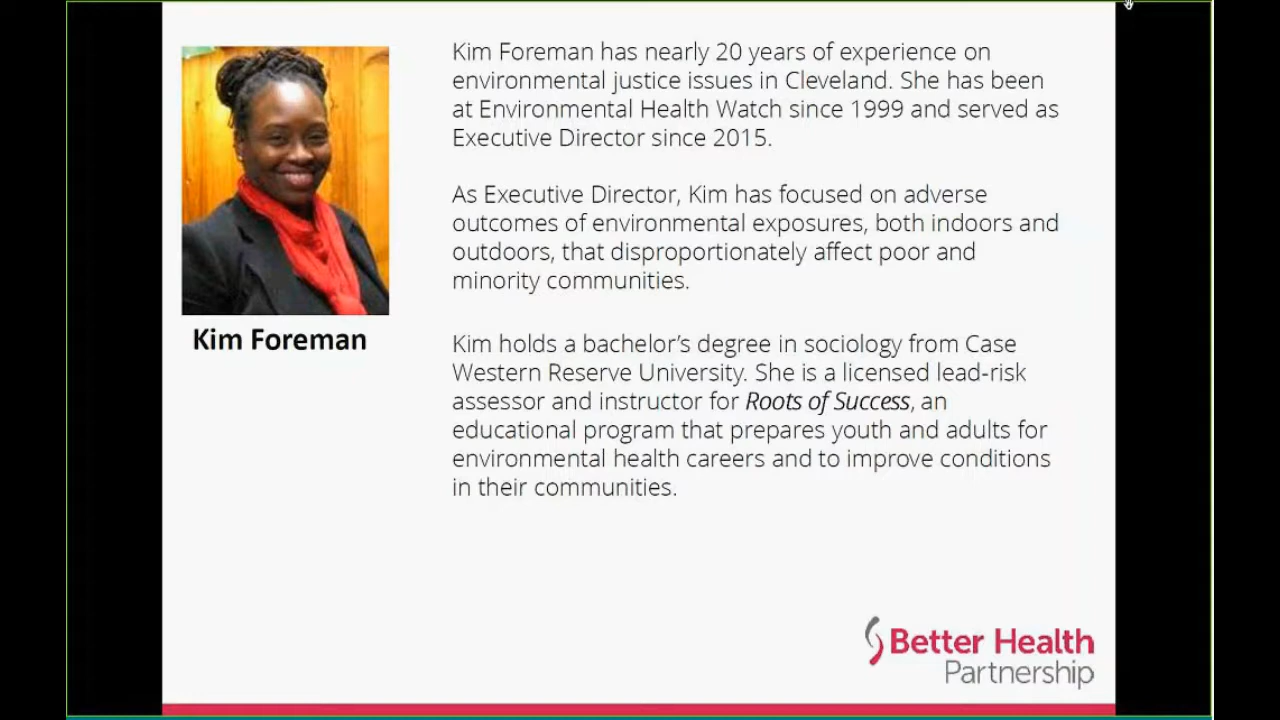 Kim Foreman has nearly 20 years of experience on
environmental justice issues in Cleveland. She has been
at Environmental Health Watch since 1999 and served as
Executive Director since 2015.
As Executive Director, Kim has focused on adverse
outcomes of environmental exposures, both indoors and
outdoors, that disproportionately affect poor and
minority communities.
Kim Foreman
Kim holds a bachelor’s degree in sociology from Case
Western Reserve University. She is a licensed lead-risk
assessor and instructor for Roots of Success, an
educational program that prepares youth and adults for
environmental health careers and to improve conditions
in their communities.
Better Health
Partnership